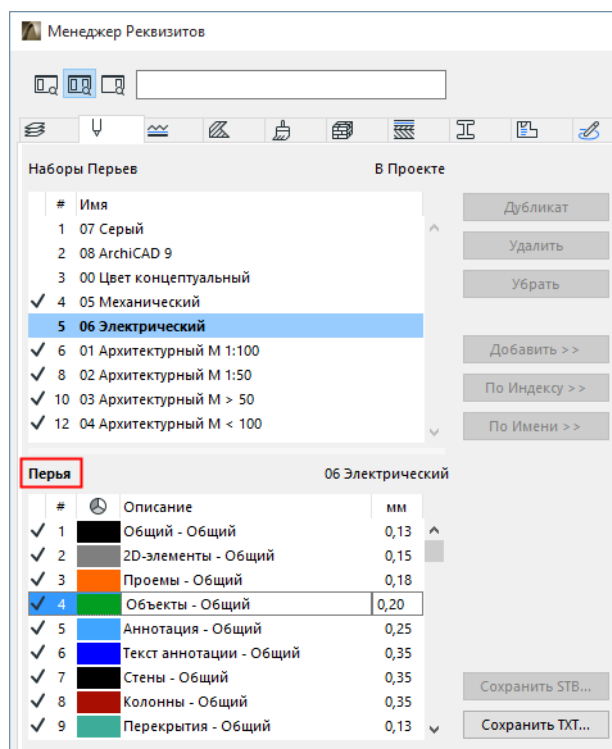 Менеджер Реквизитов
Наборы Перьев В Проекте
# Имя
1 07 Серый
2 08 ArchiCAD 9
3 00 Цвет концептуальный
4 05 Механический
5 06 Электрический
6 01 Архитектурный М 1:100
8 02 Архитектурный М 1:50
10 03 Архитектурный М > 50
12 04 Архитектурный М < 100
Дубликат
Удалить
Убрать
Добавить >>
По Индексу >>
По Имени >>
Перья 06 Электрический
# Описание мм
1 Общий - Общий 0,13
2 2D-элементы - Общий 0,15
3 Проемы - Общий 0,18
4 Объекты - Общий 0,20
5 Аннотация - Общий 0,25
6 Текст аннотации - Общий 0,35
7 Стены - Общий 0,35
8 Колонны - Общий 0,35
9 Перекрытия - Общий 0,13
Сохранить STB...
Сохранить TXT...